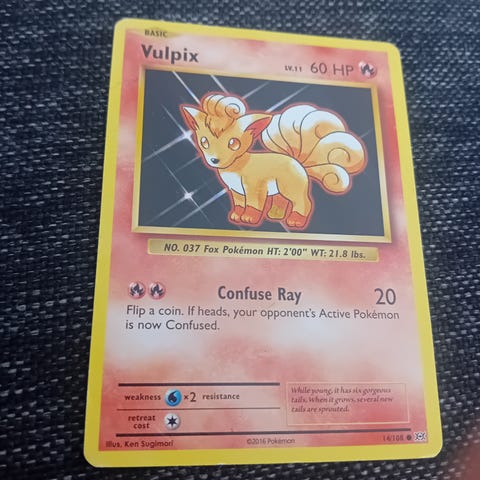 BASIC
Vulpix LV.11 60 HP
NO. 037 Fox Pokémon HT: 2'00" WT: 21.8 lbs.
Confuse Ray 20
Flip a coin. If heads, your opponent's Active Pokémon
is now Confused.
weakness ×2 resistance
retreat
cost
While young, it has six gorgeous
tails. When it grows, several new
tails are sprouted.
Illus. Ken Sugimori
©2016 Pokémon
14/108